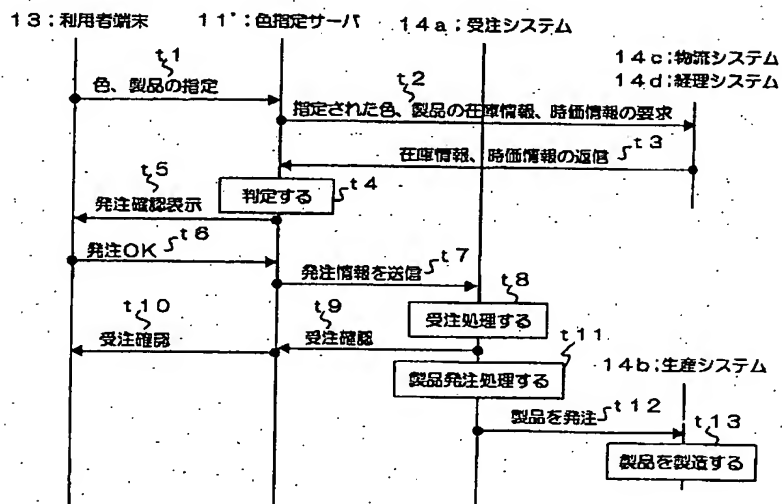 13:利用者端末 11':色指定サーバ 14a:受注システム
14c:物流システム
14d:経理システム
t1
色、製品の指定
t2
指定された色、製品の在庫情報、時価情報の要求
在庫情報、時価情報の返信 t3
判定する t4
t5
発注確認表示
発注OK t6
発注情報を送信 t7
t8
受注処理する
t9
受注確認
t10
受注確認
t11
製品発注処理する
14b:生産システム
製品を発注 t12
t13
製品を製造する